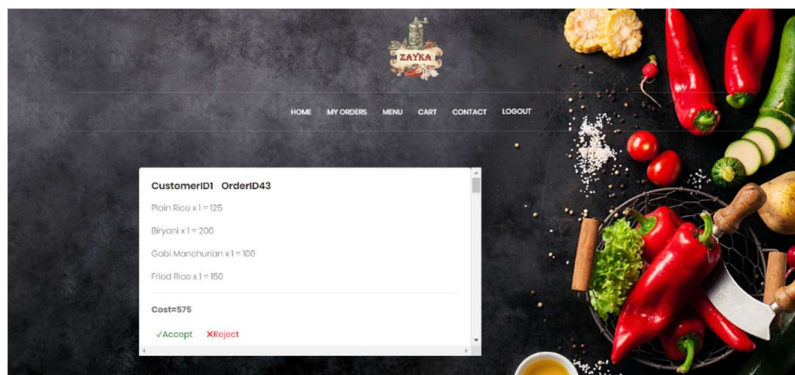 ZAYKA
HOME MY ORDERS MENU CART CONTACT LOGOUT
CustomerID1 OrderID43
Plain Rice x 1 = 125
Biryani x 1 = 200
Gobi Manchurian x 1 = 100
Fried Rice x 1 = 150
Cost=575
✓Accept ✕Reject